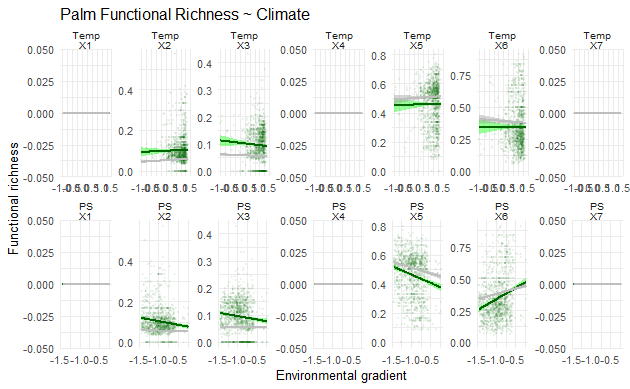 Palm Functional Richness ~ Climate
Temp Temp Temp Temp Temp Temp Temp
X1 X2 X3 X4 X5 X6 X7
0.050 0.025 0.000 -0.025 -0.050
0.4 0.2 0.0
0.4 0.3 0.2 0.1 0.0
0.050 0.025 0.000 -0.025 -0.050
0.8 0.6 0.4 0.2 0.0
0.75 0.50 0.25 0.00
0.050 0.025 0.000 -0.025 -0.050
Functional richness
PS PS PS PS PS PS PS
X1 X2 X3 X4 X5 X6 X7
0.050 0.025 0.000 -0.025 -0.050
0.4 0.2 0.0
0.4 0.3 0.2 0.1 0.0
0.050 0.025 0.000 -0.025 -0.050
0.8 0.6 0.4 0.2 0.0
0.75 0.50 0.25 0.00
0.050 0.025 0.000 -0.025 -0.050
-1.5-1.0-0.5 -1.5-1.0-0.5 -1.5-1.0-0.5 -1.5-1.0-0.5 -1.5-1.0-0.5 -1.5-1.0-0.5 -1.5-1.0-0.5
Environmental gradient